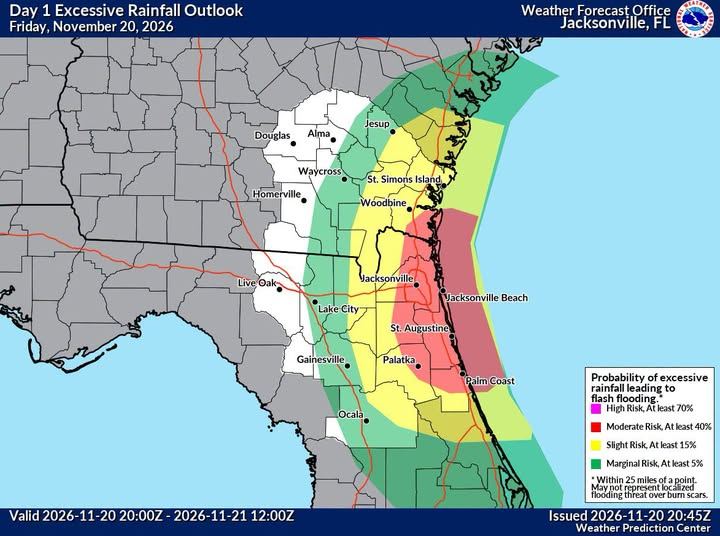 Day 1 Excessive Rainfall Outlook
Friday, November 20, 2026
Weather Forecast Office
Jacksonville, FL
Douglas
Alma
Jesup
Waycross
St. Simons Island
Homerville
Woodbine
Live Oak
Jacksonville
Jacksonville Beach
Lake City
St. Augustine
Gainesville
Palatka
Palm Coast
Ocala
Probability of excessive
rainfall leading to
flash flooding.*
High Risk, At least 70%
Moderate Risk, At least 40%
Slight Risk, At least 15%
Marginal Risk, At least 5%
* Within 25 miles of a point.
May not represent localized
flooding threat over burn scars.
Valid 2026-11-20 20:00Z - 2026-11-21 12:00Z
Issued 2026-11-20 20:45Z
Weather Prediction Center